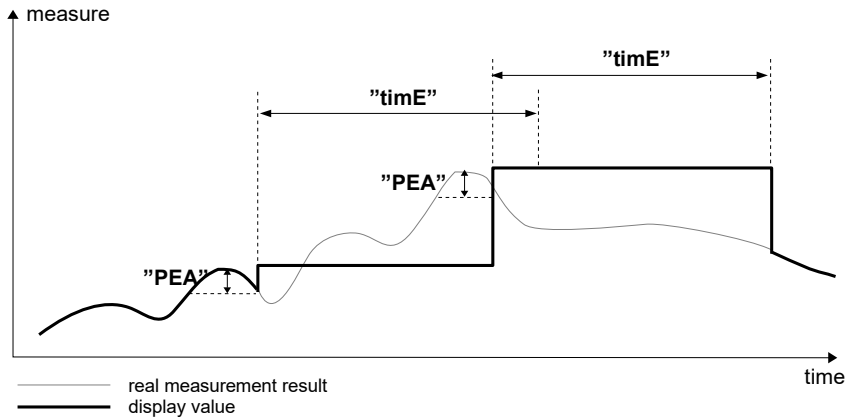 measure
”timE”
”timE”
”PEA”
”PEA”
time
real measurement result
display value